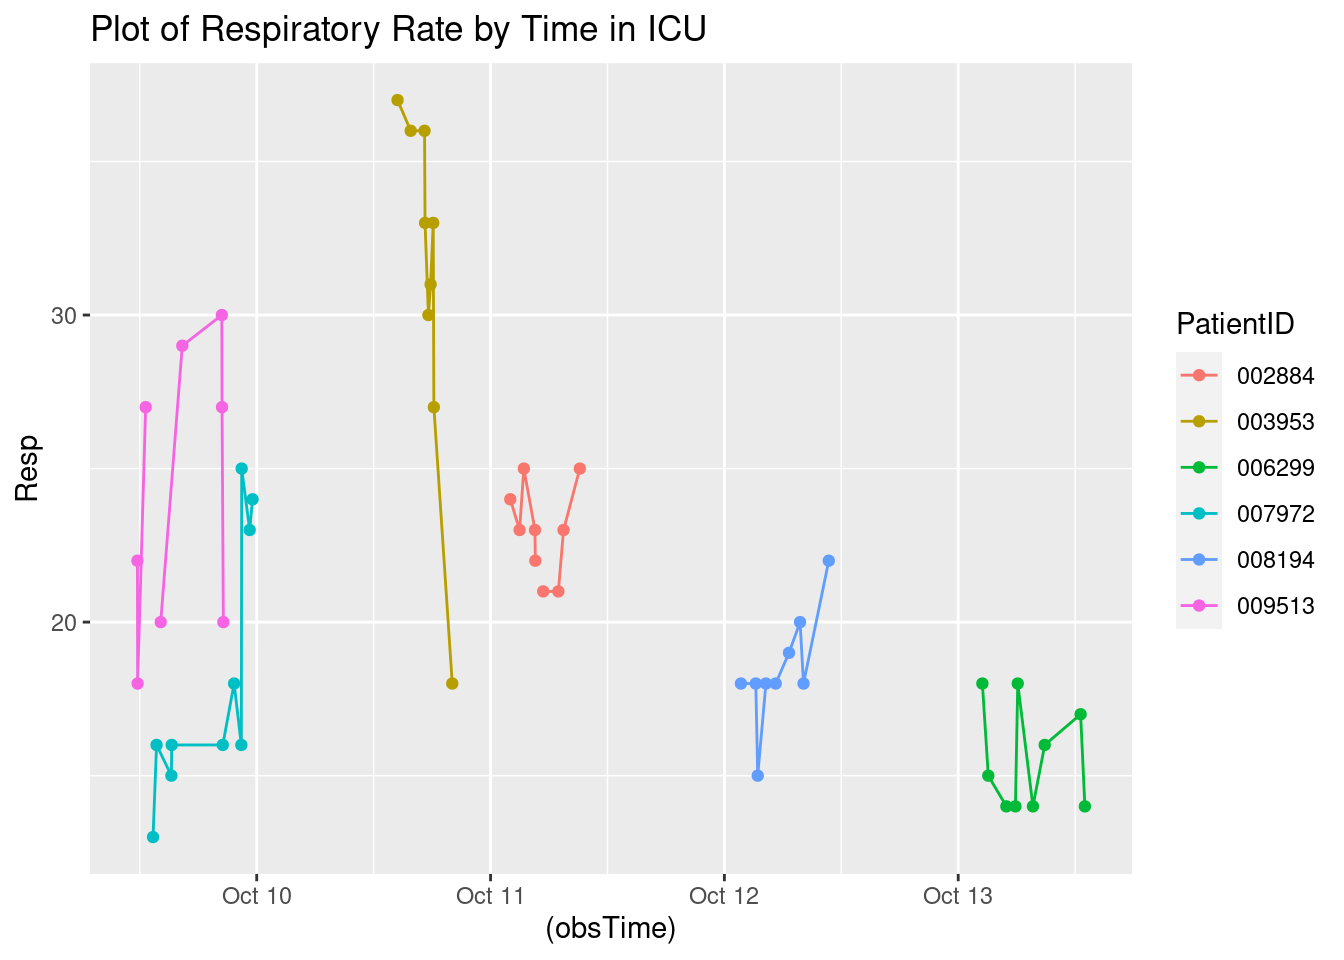 Plot of Respiratory Rate by Time in ICU
Resp
30
20
Oct 10
Oct 11
Oct 12
Oct 13
(obsTime)
PatientID
002884
003953
006299
007972
008194
009513